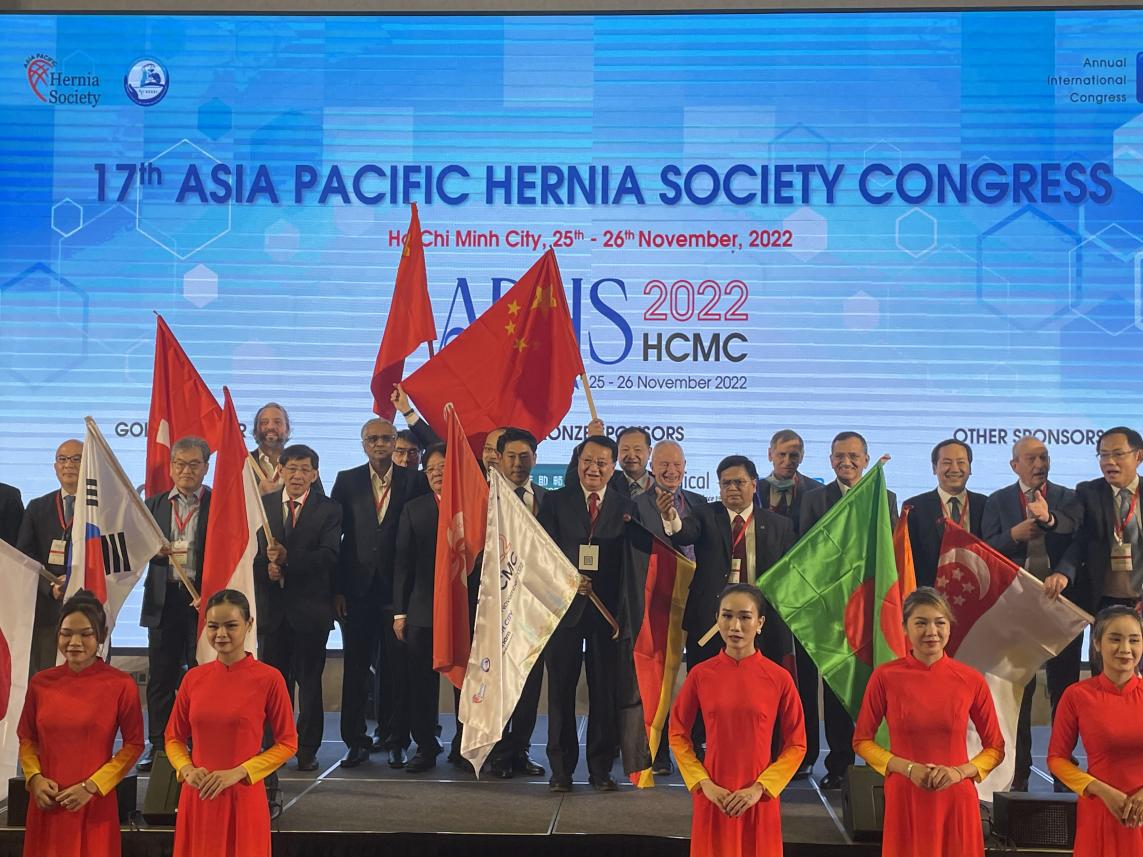 ASIA PACIFIC
Hernia
Society
Annual
International
Congress
17th ASIA PACIFIC HERNIA SOCIETY CONGRESS
Ho Chi Minh City, 25th - 26th November, 2022
2022
HCMC
25 - 26 November 2022
SPONSORS
OTHER SPONSORS